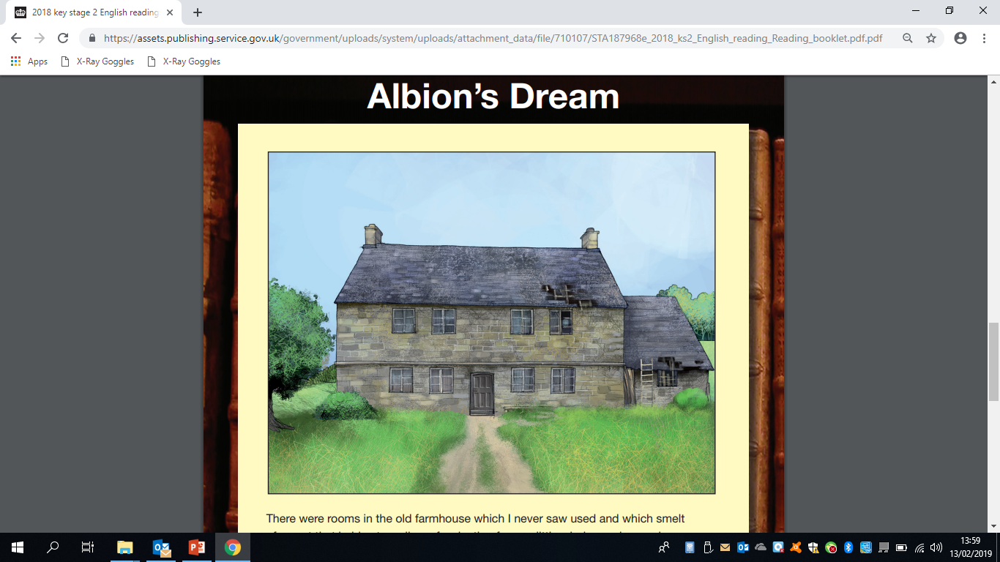 2018 key stage 2 English reading
https://assets.publishing.service.gov.uk/government/uploads/system/uploads/attachment_data/file/710107/STA187968e_2018_ks2_English_reading_Reading_booklet.pdf.pdf
Apps X-Ray Goggles X-Ray Goggles
Albion's Dream
There were rooms in the old farmhouse which I never saw used and which smelt
13:59
13/02/2019